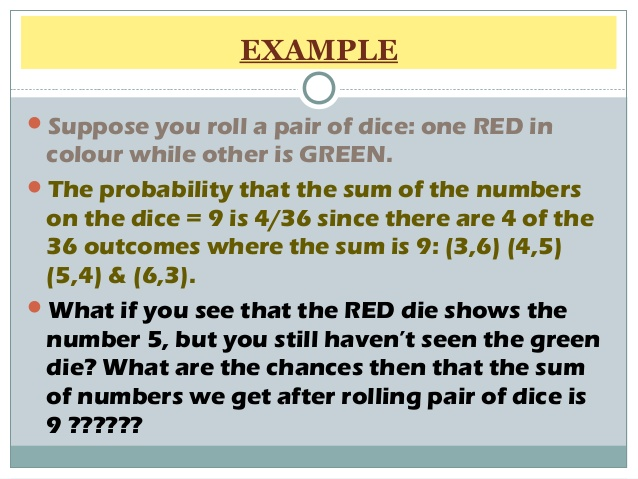 EXAMPLE
Suppose you roll a pair of dice: one RED in
colour while other is GREEN.
The probability that the sum of the numbers
on the dice = 9 is 4/36 since there are 4 of the
36 outcomes where the sum is 9: (3,6) (4,5)
(5,4) & (6,3).
What if you see that the RED die shows the
number 5, but you still haven’t seen the green
die? What are the chances then that the sum
of numbers we get after rolling pair of dice is
9 ??????